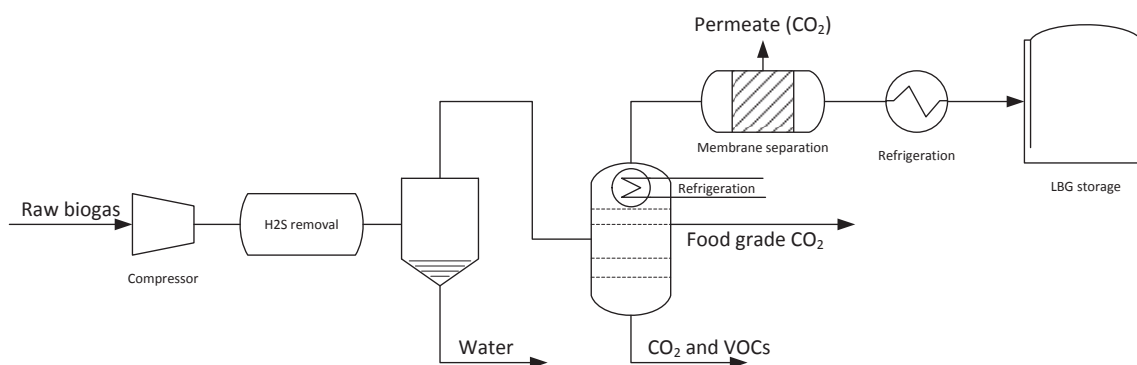 Permeate (CO₂)
Membrane separation
Refrigeration
LBG storage
Refrigeration
Raw biogas
H2S removal
Food grade CO₂
Compressor
Water
CO₂ and VOCs